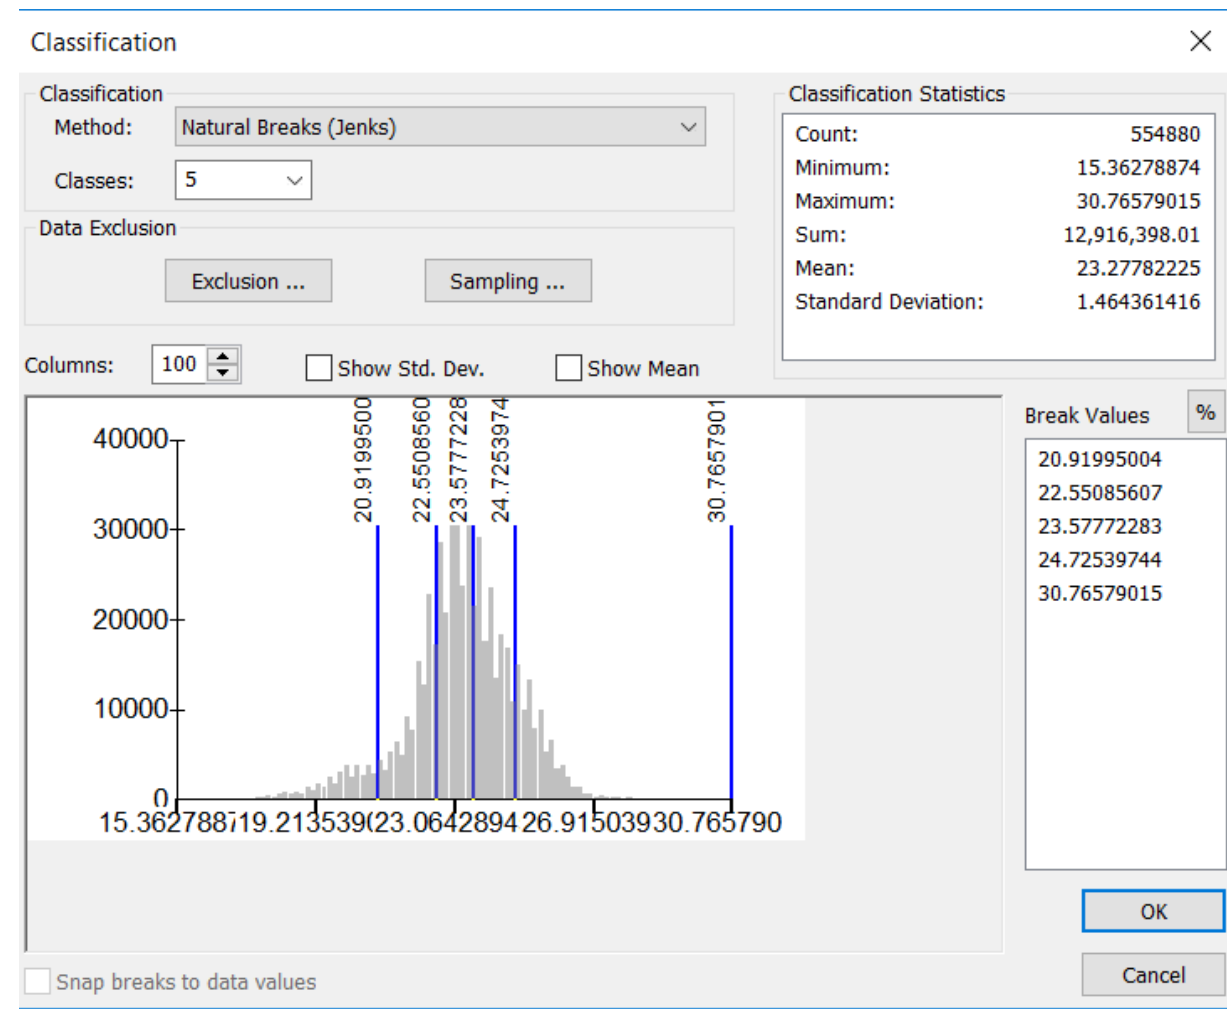 Classification
Classification
Method: Natural Breaks (Jenks)
Classes: 5
Data Exclusion
Exclusion ...
Sampling ...
Classification Statistics
Count: 554880
Minimum: 15.36278874
Maximum: 30.76579015
Sum: 12,916,398.01
Mean: 23.27782225
Standard Deviation: 1.464361416
Columns: 100
Show Std. Dev.
Show Mean
Break Values %
20.91995004
22.55085607
23.57772283
24.72539744
30.76579015
20.9199500
22.5508560
23.5777228
24.7253974
30.7657901
40000
30000
20000
10000
0
15.362788 19.213539 23.0642894 26.915039 30.765790
OK
Cancel
Snap breaks to data values